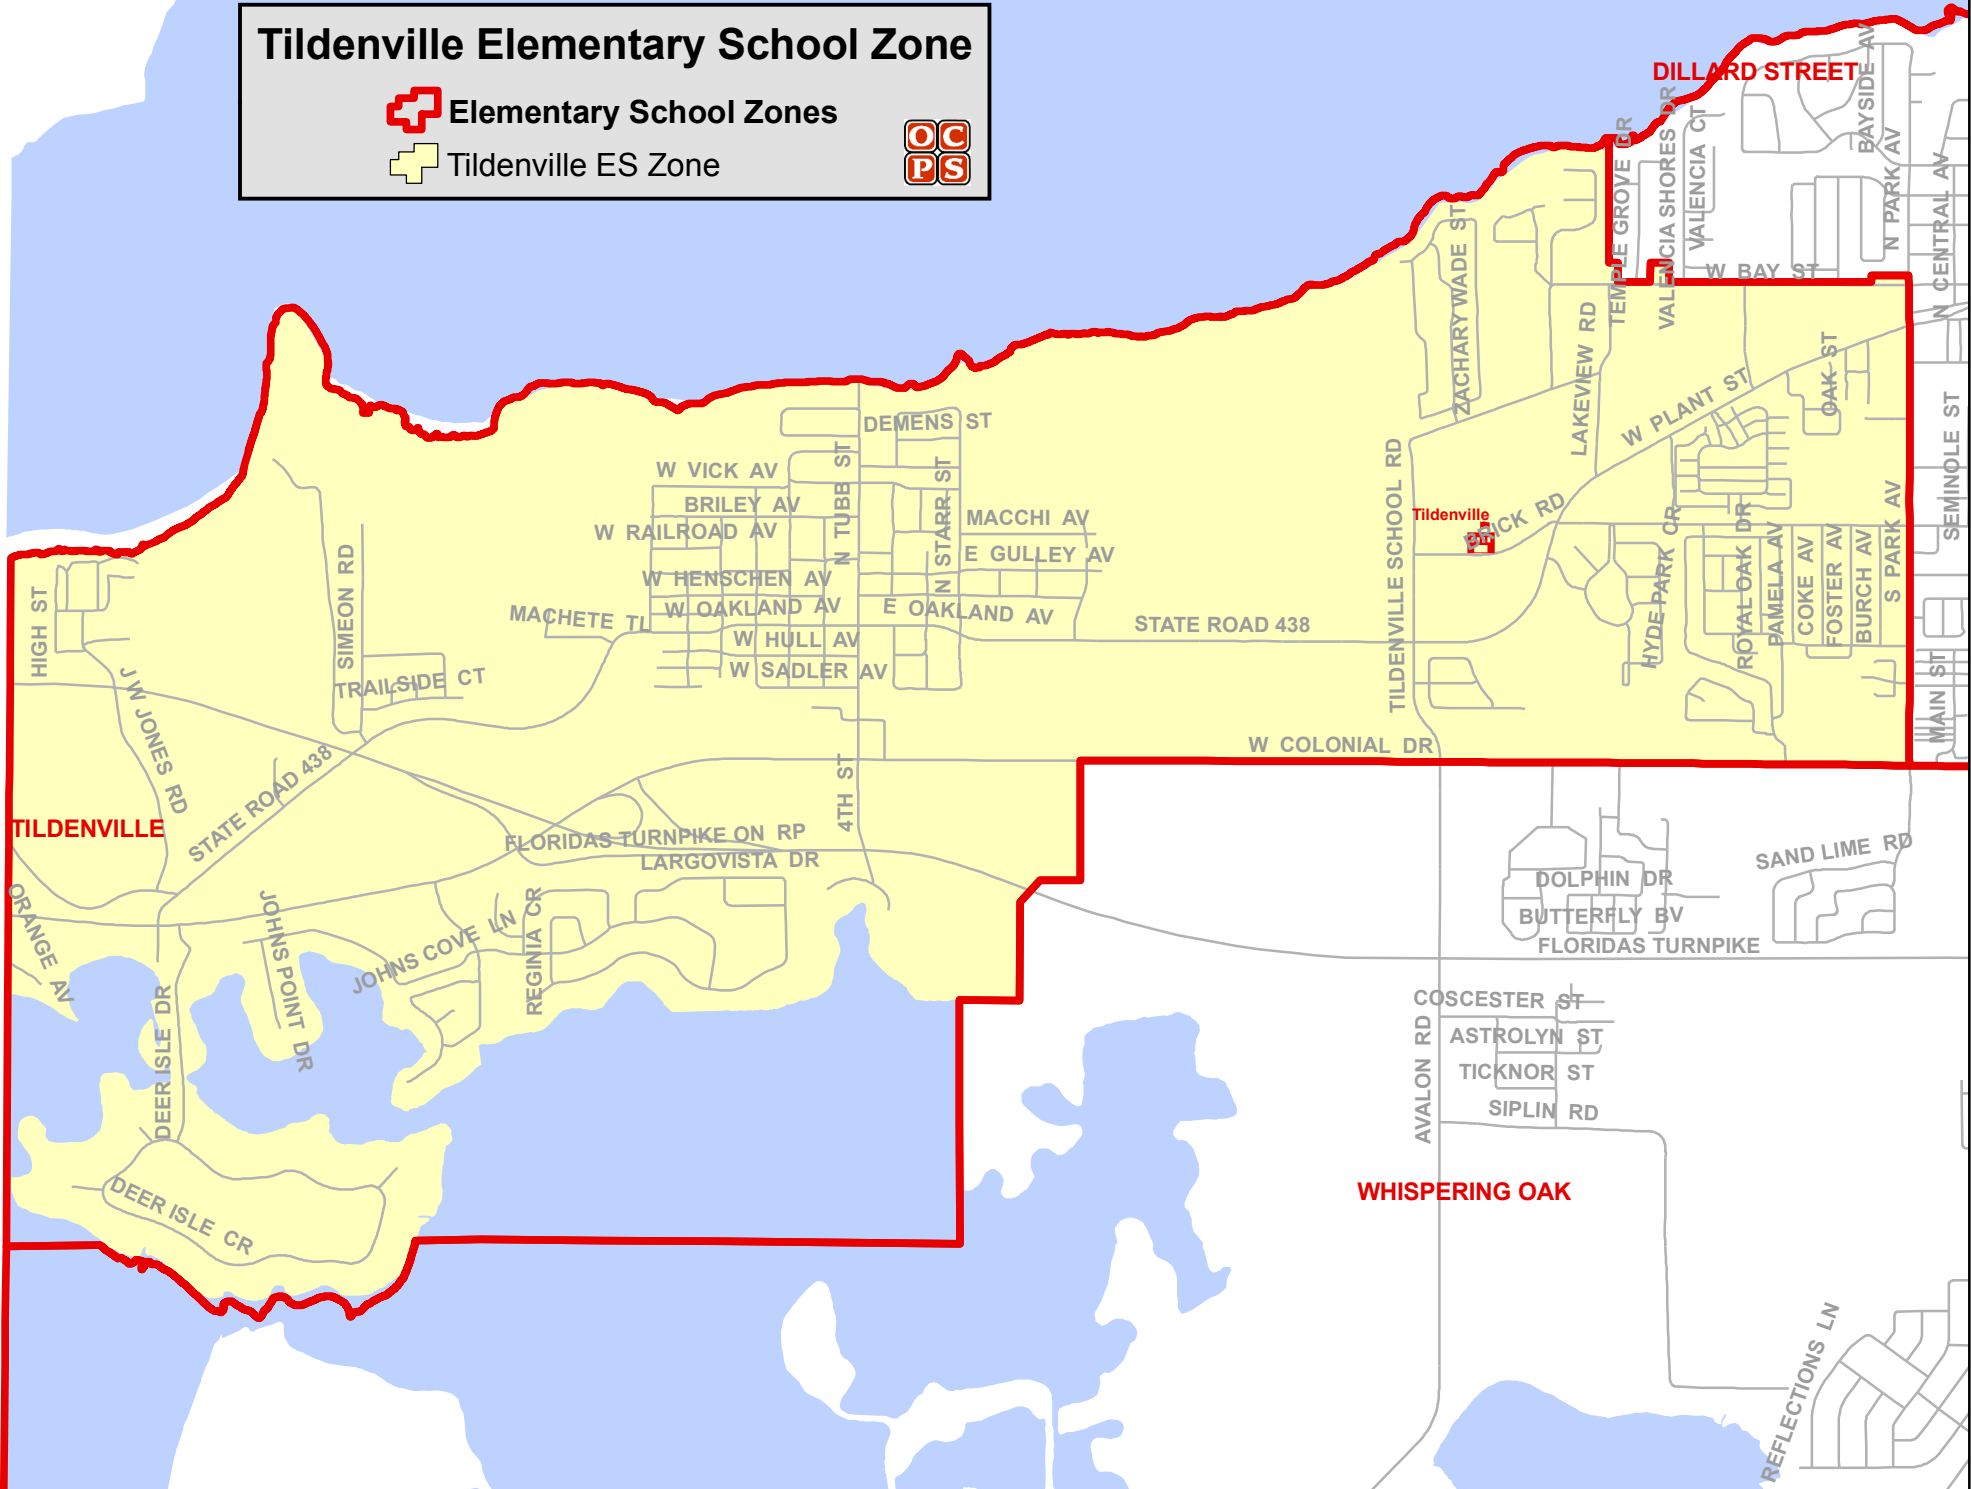 Tildenville Elementary School Zone
Elementary School Zones
Tildenville ES Zone
OC
PS
DILLARD STREET
BAYSIDE AV
N PARK AV
N CENTRAL AV
TEMPLE GROVE DR
VALENCIA SHORES DR
VALENCIA CT
W BAY ST
ZACHARY WADE ST
LAKEVIEW RD
W PLANT ST
OAK ST
SEMINOLE ST
DEMENS ST
W VICK AV
BRILEY AV
W RAILROAD AV
N TUBB ST
N STARR ST
MACCHI AV
E GULLEY AV
W HENSCHEN AV
W OAKLAND AV
E OAKLAND AV
MACHETE TL
W HULL AV
W SADLER AV
STATE ROAD 438
TILDENVILLE SCHOOL RD
Tildenville
BRICK RD
HYDE PARK CR
ROYAL OAK DR
PAMELA AV
COKE AV
FOSTER AV
BURCH AV
S PARK AV
MAIN ST
HIGH ST
SIMEON RD
TRAILSIDE CT
J W JONES RD
STATE ROAD 438
W COLONIAL DR
4TH ST
TILDENVILLE
FLORIDAS TURNPIKE ON RP
LARGOVISTA DR
ORANGE AV
JOHNS POINT DR
JOHNS COVE LN
REGINIA CR
DEER ISLE DR
DEER ISLE CR
SAND LIME RD
DOLPHIN DR
BUTTERFLY BV
FLORIDAS TURNPIKE
COSCESTER ST
ASTROLYN ST
TICKNOR ST
SIPLIN RD
AVALON RD
WHISPERING OAK
REFLECTIONS LN